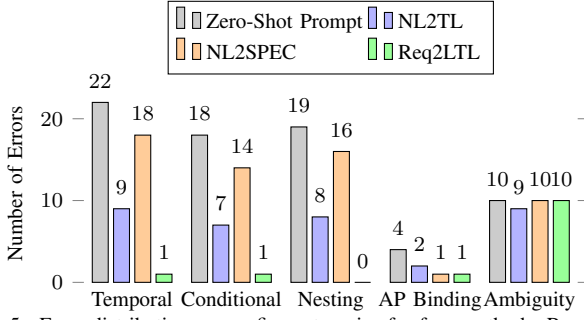 Zero-Shot Prompt NL2TL
NL2SPEC Req2LTL
Number of Errors
20
10
0
22 9 18 1
18 7 14 1
19 8 16 0
4 2 1 1
10 9 10 10
Temporal Conditional Nesting AP Binding Ambiguity